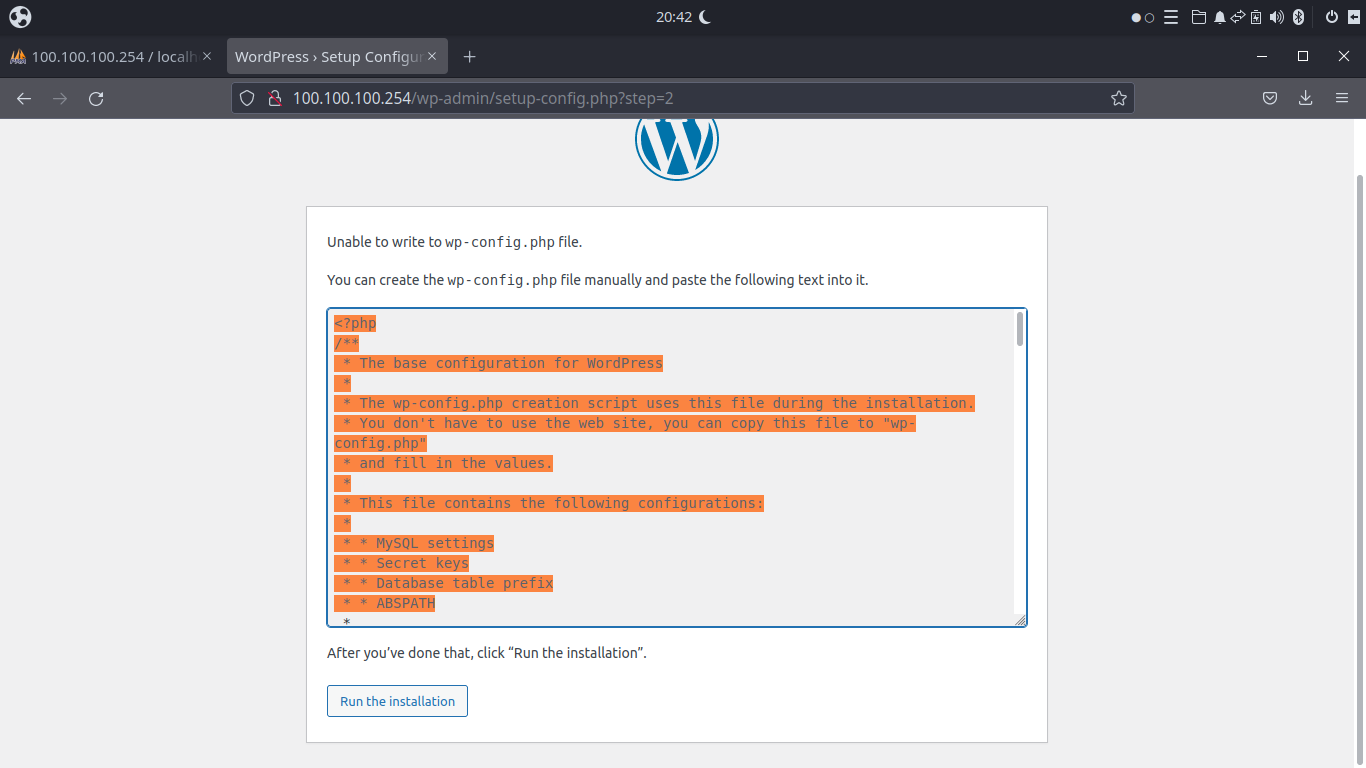 20:42
100.100.100.254 / localh
WordPress › Setup Configur
100.100.100.254/wp-admin/setup-config.php?step=2
Unable to write to wp-config.php file.
You can create the wp-config.php file manually and paste the following text into it.
<?php
/**
 * The base configuration for WordPress
 *
 * The wp-config.php creation script uses this file during the installation.
 * You don't have to use the web site, you can copy this file to "wp-
config.php"
 * and fill in the values.
 *
 * This file contains the following configurations:
 *
 * * MySQL settings
 * * Secret keys
 * * Database table prefix
 * * ABSPATH
 *
After you’ve done that, click “Run the installation”.
Run the installation